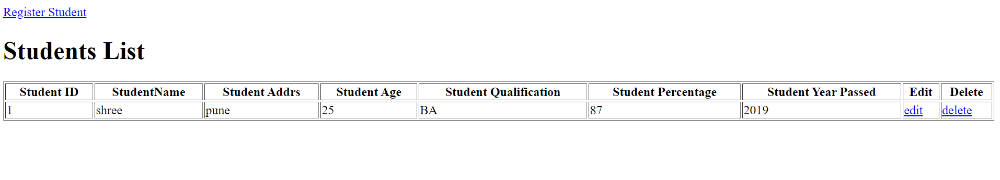 Register Student
Students List
Student ID StudentName Student Addrs Student Age Student Qualification Student Percentage Student Year Passed Edit Delete
1 shree pune 25 BA 87 2019 edit delete